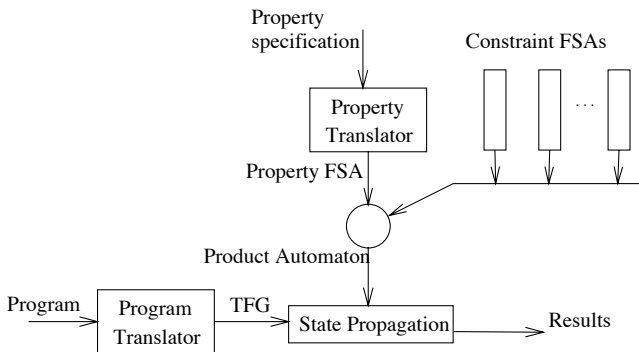 Property
specification
Constraint FSAs
Property
Translator
. . .
Property FSA
Product Automaton
Program
Program
Translator
TFG
State Propagation
Results